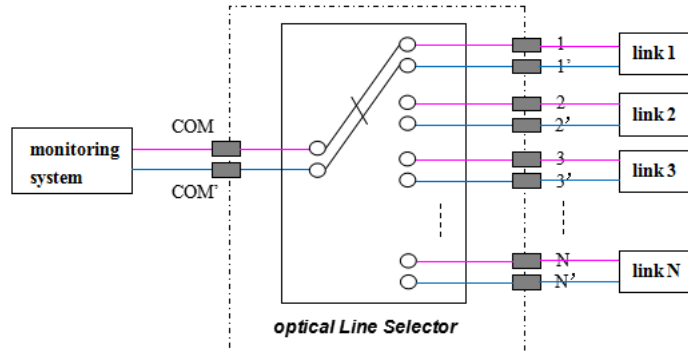 1
1'
link 1
2
2'
link 2
COM
monitoring
system
COM'
3
3'
link 3
N
N'
link N
optical Line Selector